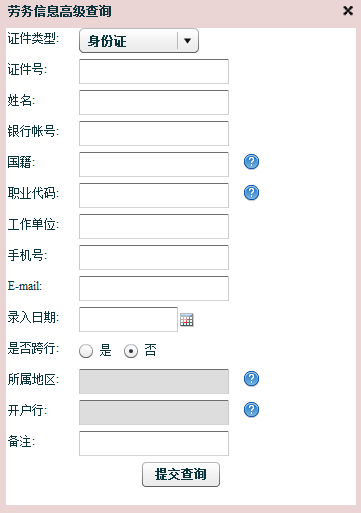 劳务信息高级查询
证件类型: 身份证
证件号:
姓名:
银行帐号:
国籍:
职业代码:
工作单位:
手机号:
E-mail:
录入日期:
是否跨行: 是 否
所属地区:
开户行:
备注:
提交查询